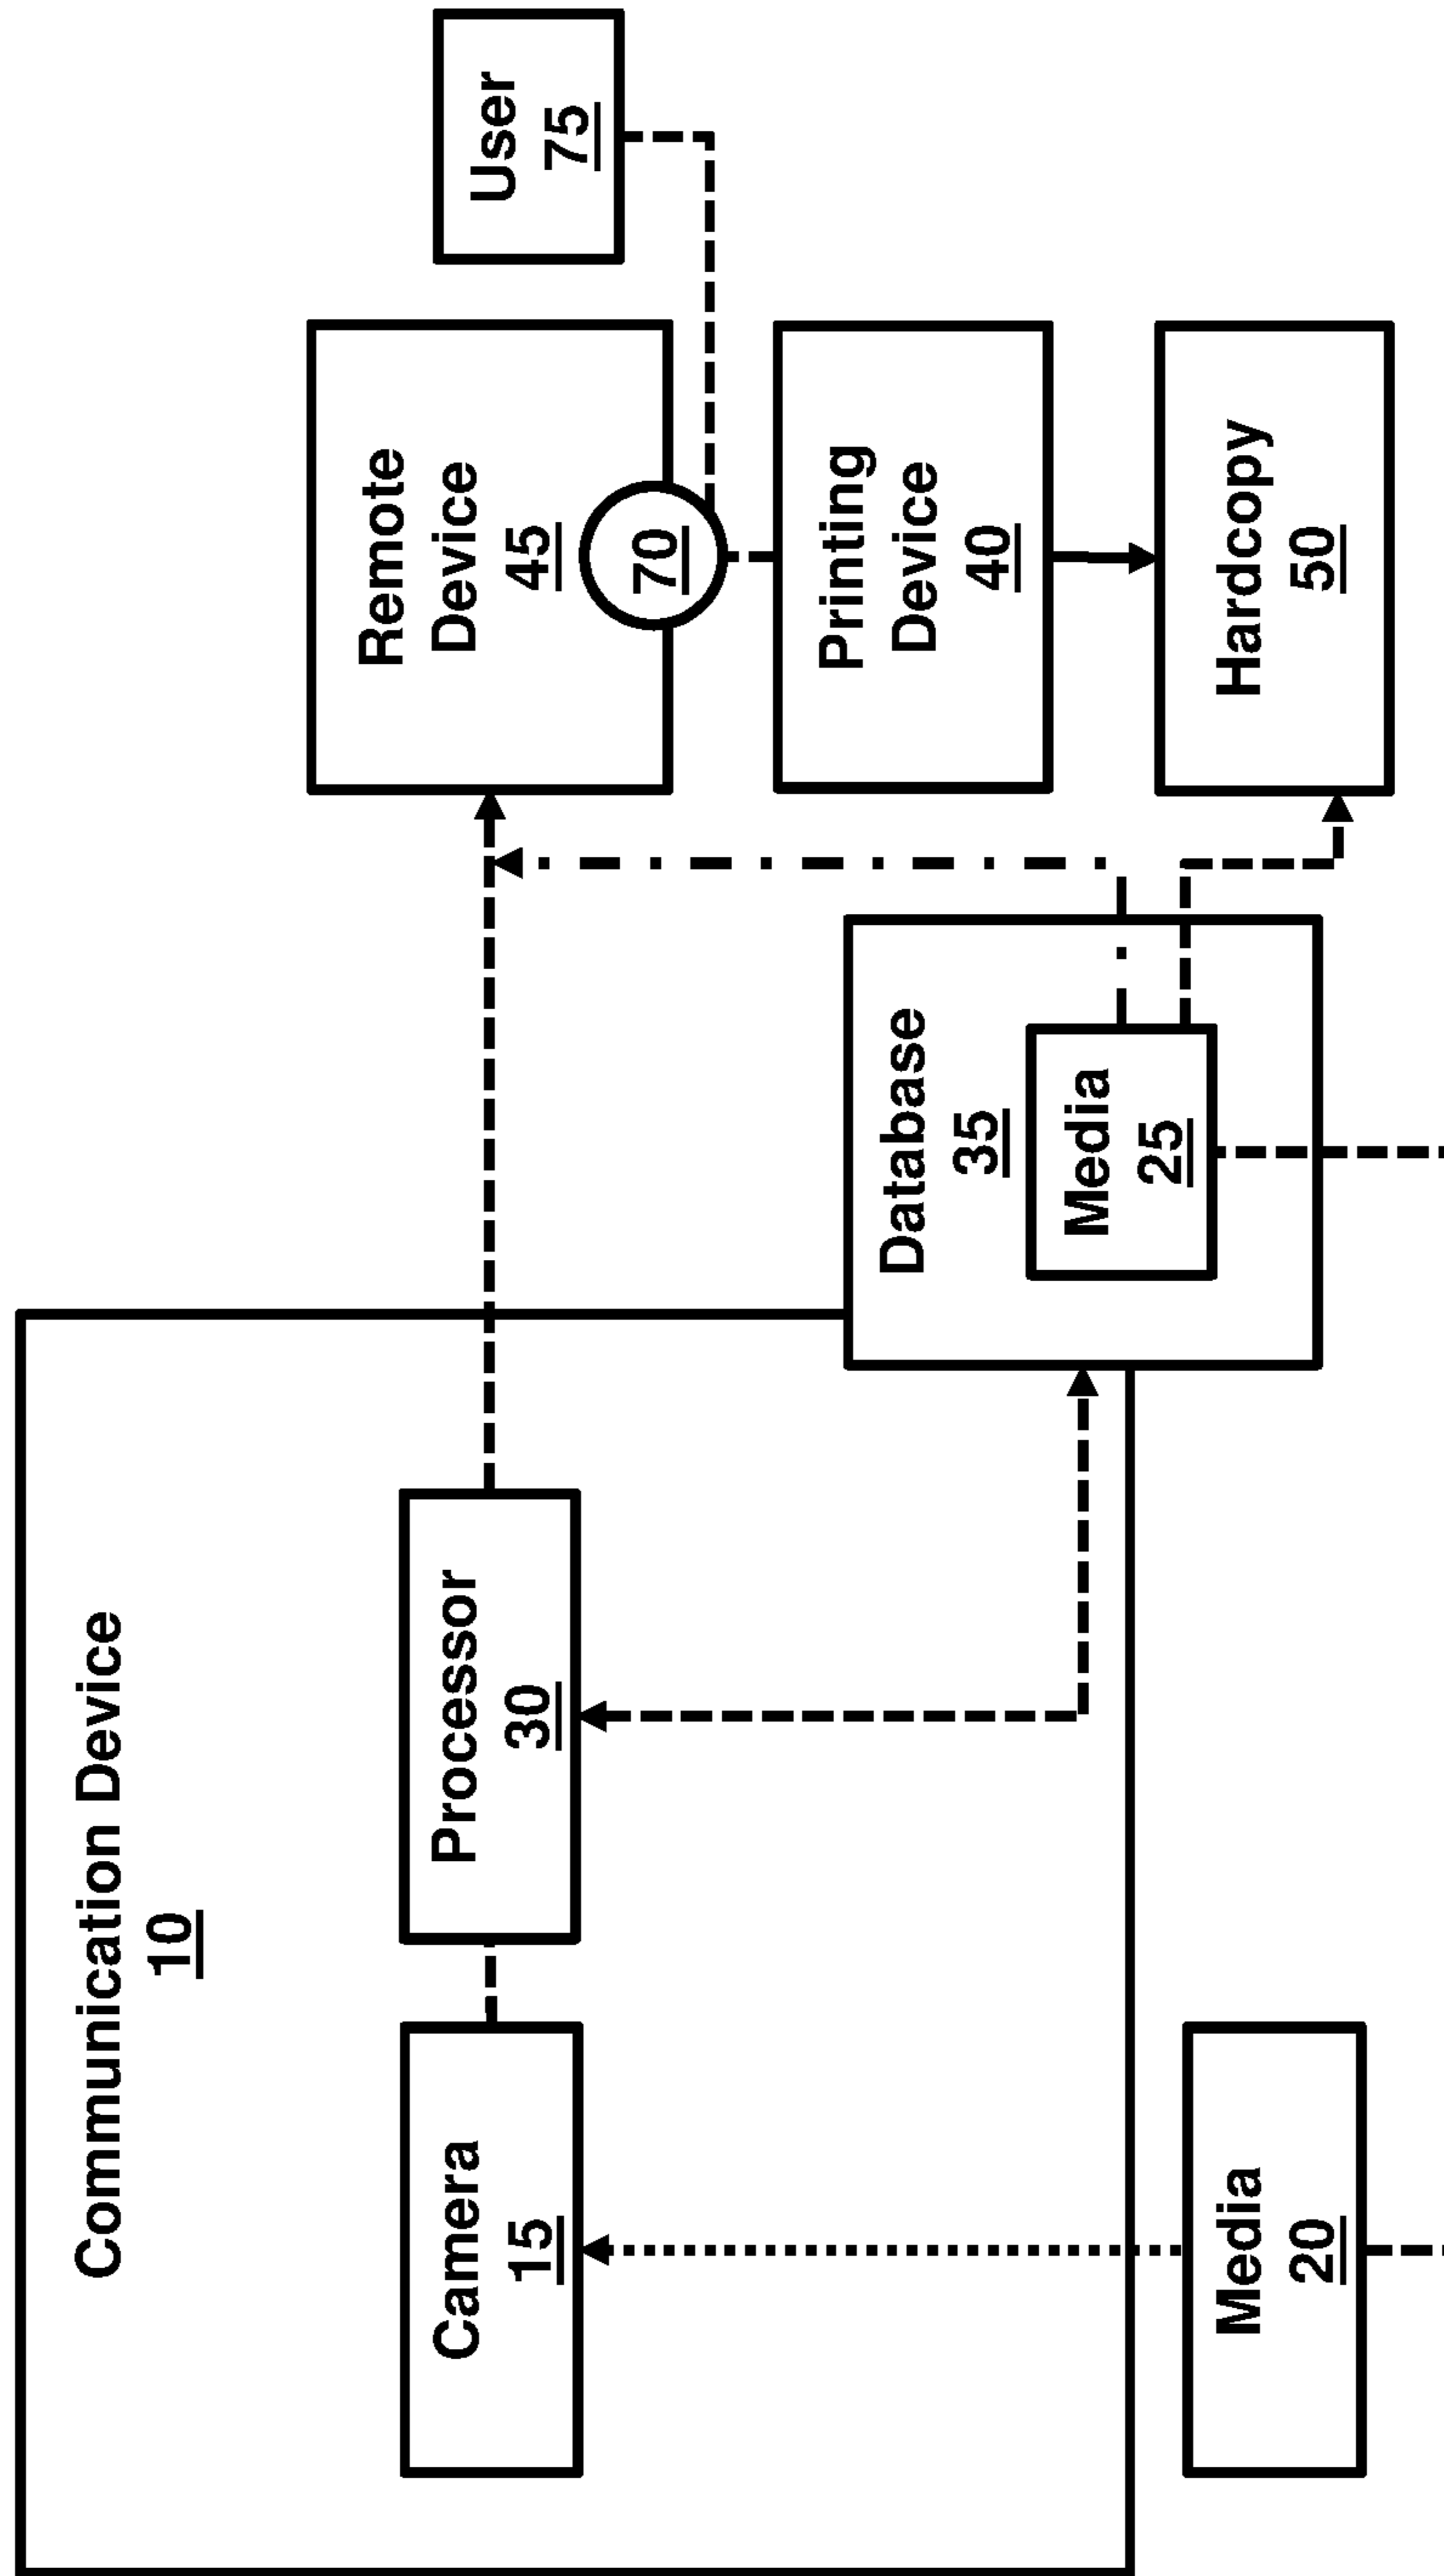 Communication Device
10
Camera
15
Processor
30
Remote
Device
45
70
User
75
Printing
Device
40
Database
35
Media
25
Media
20
Hardcopy
50